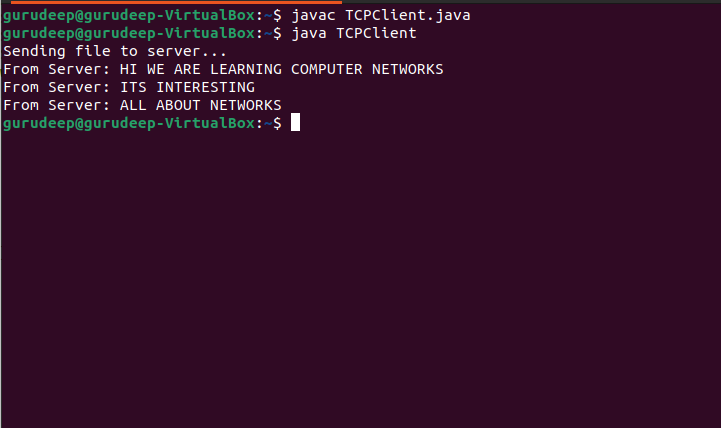 gurudeep@gurudeep-VirtualBox:~$ javac TCPClient.java
gurudeep@gurudeep-VirtualBox:~$ java TCPClient
Sending file to server...
From Server: HI WE ARE LEARNING COMPUTER NETWORKS
From Server: ITS INTERESTING
From Server: ALL ABOUT NETWORKS
gurudeep@gurudeep-VirtualBox:~$